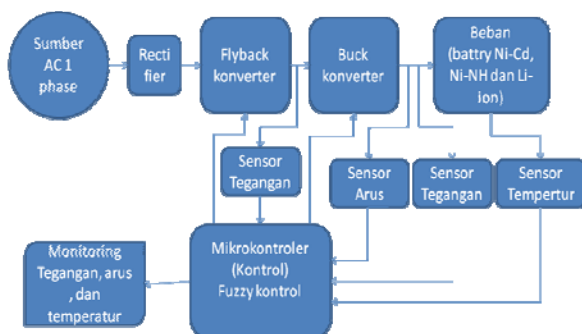 Sumber
AC 1
phase
Recti
fier
Flyback
konverter
Buck
konverter
Beban
(battry Ni-Cd,
Ni-NH dan Li-
ion)
Sensor
Tegangan
Sensor
Arus
Sensor
Tegangan
Sensor
Tempertur
Monitoring
Tegangan, arus
, dan
temperatur
Mikrokontroler
(Kontrol)
Fuzzy kontrol